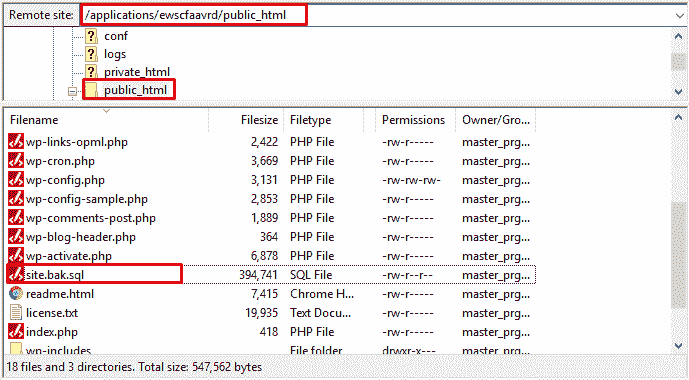 Remote site: /applications/ewscfaavrd/public_html
conf
logs
private_html
public_html
Filename Filesize Filetype Permissions Owner/Gro...
wp-links-opml.php 2,422 PHP File -rw-r----- master_prg...
wp-cron.php 3,669 PHP File -rw-r----- master_prg...
wp-config.php 3,131 PHP File -rw-rw-rw- master_prg...
wp-config-sample.php 2,853 PHP File -rw-r----- master_prg...
wp-comments-post.php 1,889 PHP File -rw-r----- master_prg...
wp-blog-header.php 364 PHP File -rw-r----- master_prg...
wp-activate.php 6,878 PHP File -rw-r----- master_prg...
site.bak.sql 394,741 SQL File -rw-r--r-- master_prg...
readme.html 7,415 Chrome H... -rw-r----- master_prg...
license.txt 19,935 Text Docu... -rw-r----- master_prg...
index.php 418 PHP File -rw-r----- master_prg...
wp-includes File folder drwxr-x--- master_prg...
18 files and 3 directories. Total size: 547,562 bytes